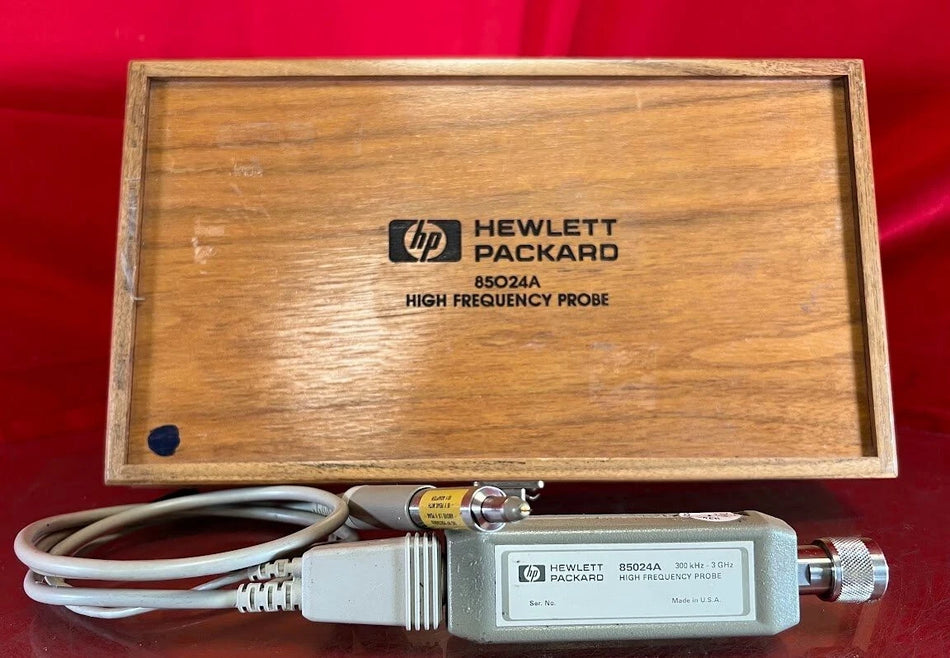 hp HEWLETT
PACKARD
85024A
HIGH FREQUENCY PROBE
hp HEWLETT
PACKARD
85024A 300 kHz - 3 GHz
HIGH FREQUENCY PROBE
Ser. No. Made in U.S.A.